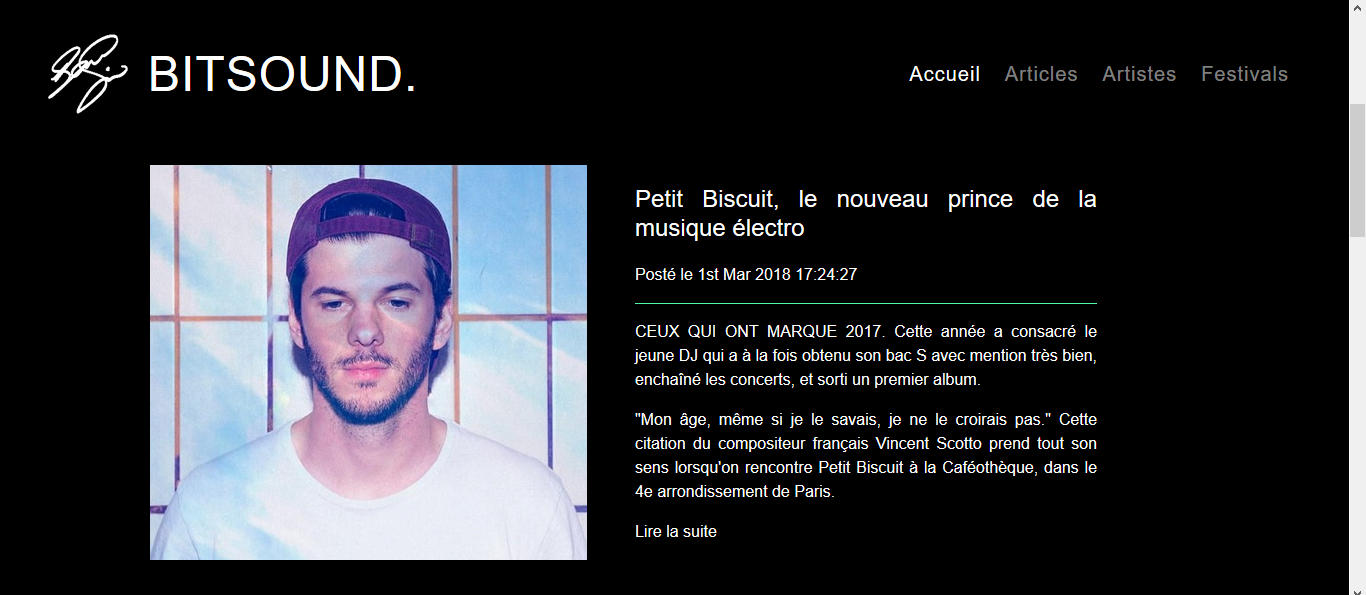 BITSOUND.
Accueil Articles Artistes Festivals
Petit Biscuit, le nouveau prince de la
musique électro
Posté le 1st Mar 2018 17:24:27
CEUX QUI ONT MARQUE 2017. Cette année a consacré le
jeune DJ qui a à la fois obtenu son bac S avec mention très bien,
enchaîné les concerts, et sorti un premier album.
"Mon âge, même si je le savais, je ne le croirais pas." Cette
citation du compositeur français Vincent Scotto prend tout son
sens lorsqu'on rencontre Petit Biscuit à la Caféothèque, dans le
4e arrondissement de Paris.
Lire la suite